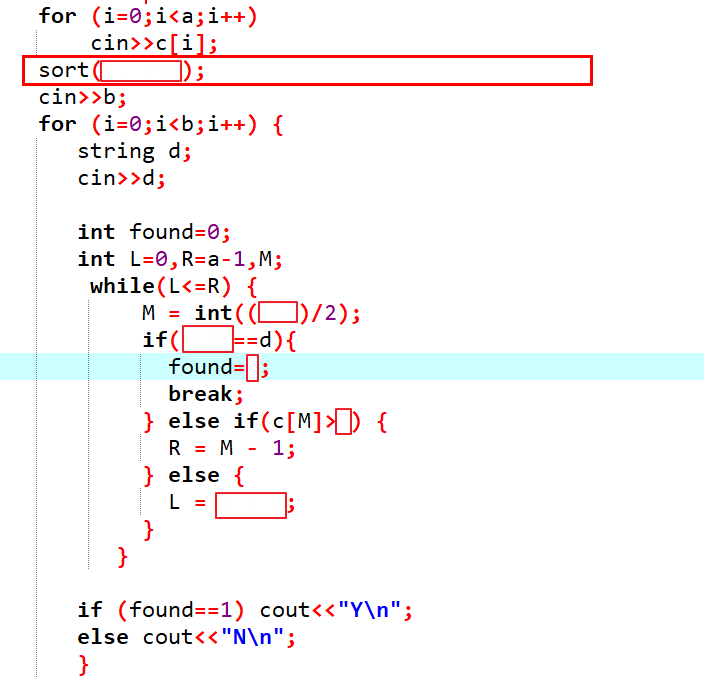 for (i=0;i<a;i++)
cin>>c[i];
sort( );
cin>>b;
for (i=0;i<b;i++) {
string d;
cin>>d;
int found=0;
int L=0,R=a-1,M;
while(L<=R) {
M = int(( )/2);
if( ==d){
found= ;
break;
} else if(c[M]> ) {
R = M - 1;
} else {
L = ;
}
}
if (found==1) cout<<"Y\n";
else cout<<"N\n";
}